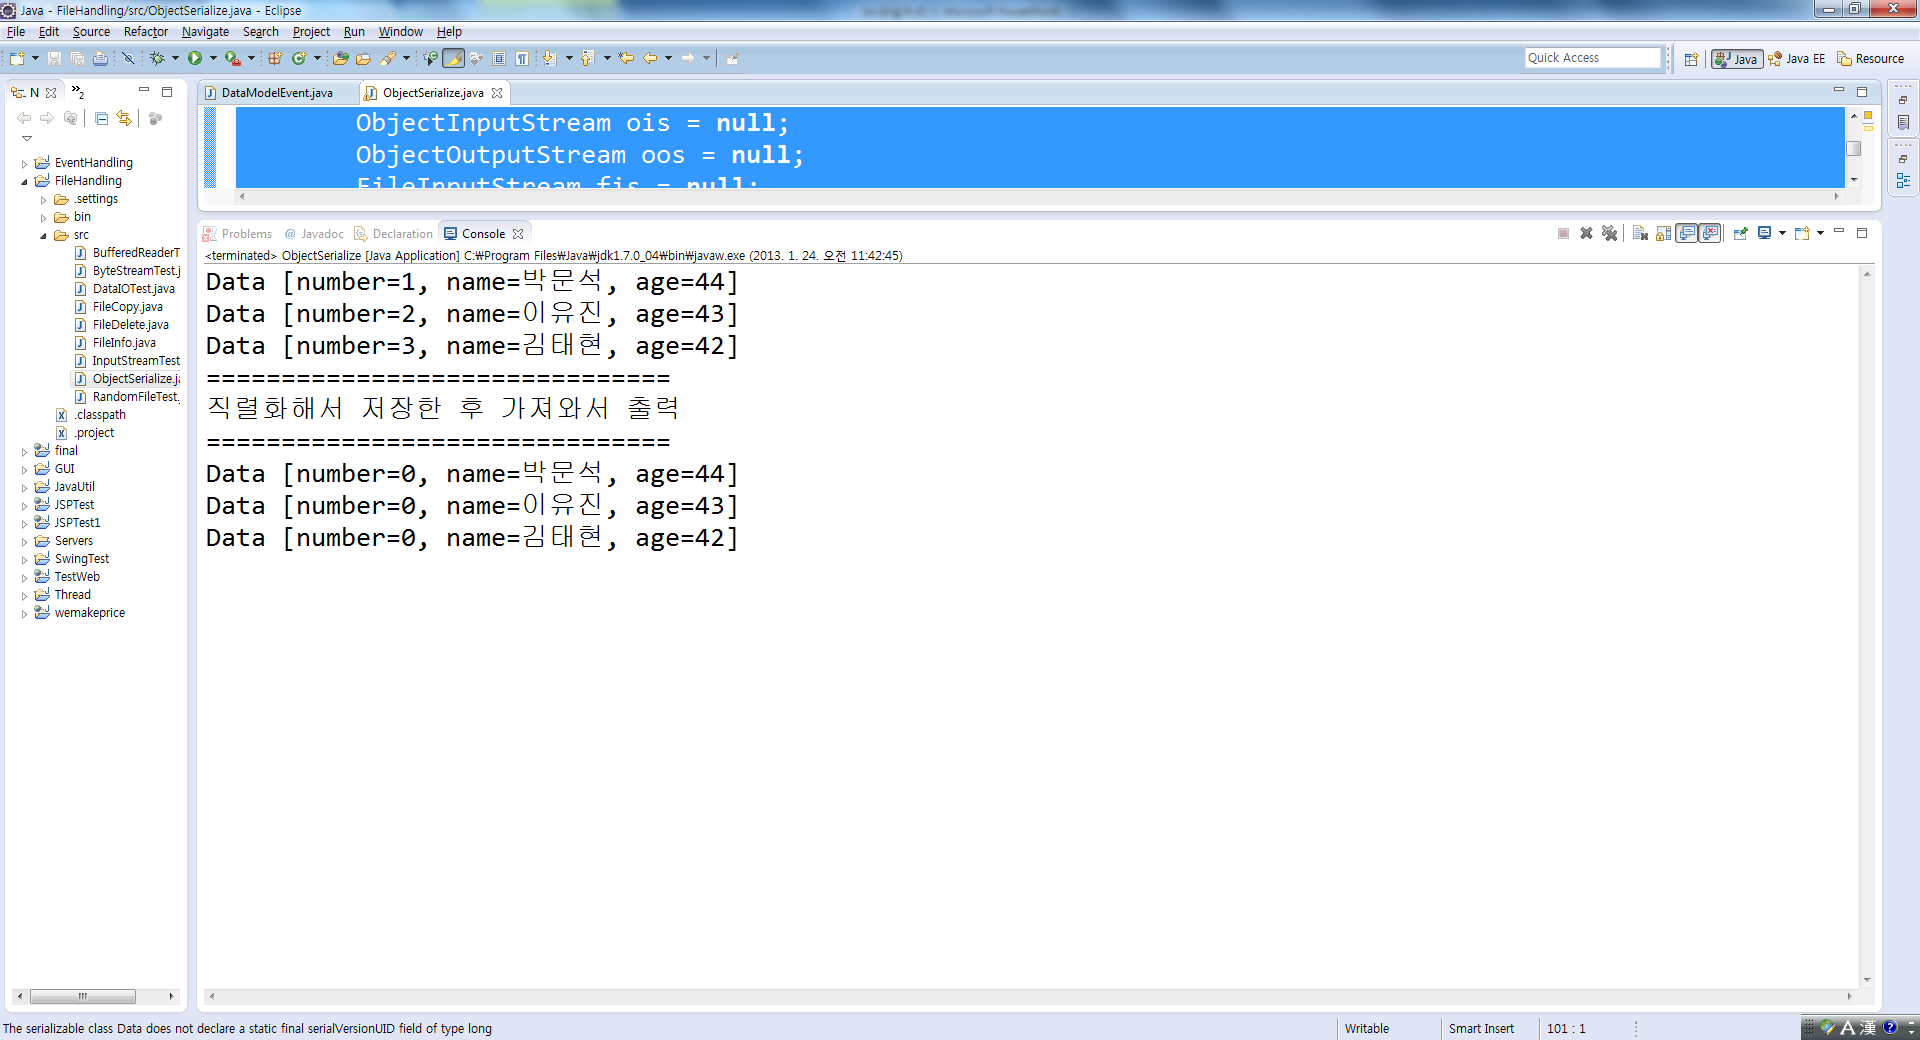 Java - FileHandling/src/ObjectSerialize.java - Eclipse
File Edit Source Refactor Navigate Search Project Run Window Help
Quick Access
Java
Java EE
Resource
N
DataModelEvent.java
ObjectSerialize.java
ObjectInputStream ois = null;
ObjectOutputStream oos = null;
FileInputStream fis = null;
EventHandling
FileHandling
.settings
bin
src
BufferedReaderT
ByteStreamTest.j
DataIOTest.java
FileCopy.java
FileDelete.java
FileInfo.java
InputStreamTest
ObjectSerialize.ja
RandomFileTest.
.classpath
.project
final
GUI
JavaUtil
JSPTest
JSPTest1
Servers
SwingTest
TestWeb
Thread
wemakeprice
Problems @ Javadoc Declaration Console
<terminated> ObjectSerialize [Java Application] C:₩Program Files₩Java₩jdk1.7.0_04₩bin₩javaw.exe (2013. 1. 24. 오전 11:42:45)
Data [number=1, name=박문석, age=44]
Data [number=2, name=이유진, age=43]
Data [number=3, name=김태현, age=42]
===============================
직렬화해서 저장한 후 가져와서 출력
===============================
Data [number=0, name=박문석, age=44]
Data [number=0, name=이유진, age=43]
Data [number=0, name=김태현, age=42]
The serializable class Data does not declare a static final serialVersionUID field of type long
Writable
Smart Insert
101 : 1
A 漢